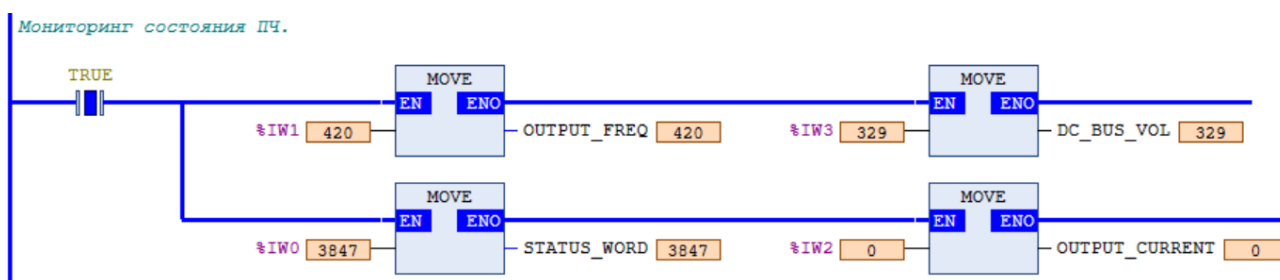 Мониторинг состояния ПЧ.
TRUE
MOVE MOVE
EN ENO EN ENO
%IW1 420 OUTPUT_FREQ 420 %IW3 329 DC_BUS_VOL 329
MOVE MOVE
EN ENO EN ENO
%IW0 3847 STATUS_WORD 3847 %IW2 0 OUTPUT_CURRENT 0